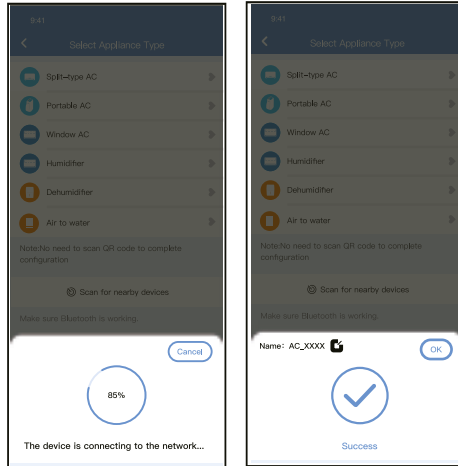 9:41
Select Appliance Type
Split-type AC
Portable AC
Window AC
Humidifier
Dehumidifier
Air to water
Note:No need to scan QR code to complete
configuration
Scan for nearby devices
Make sure Bluetooth is working.
Cancel
85%
The device is connecting to the network...
9:41
Select Appliance Type
Split-type AC
Portable AC
Window AC
Humidifier
Dehumidifier
Air to water
Note:No need to scan QR code to complete
configuration
Scan for nearby devices
Make sure Bluetooth is working.
Name: AC_XXXX
OK
Success